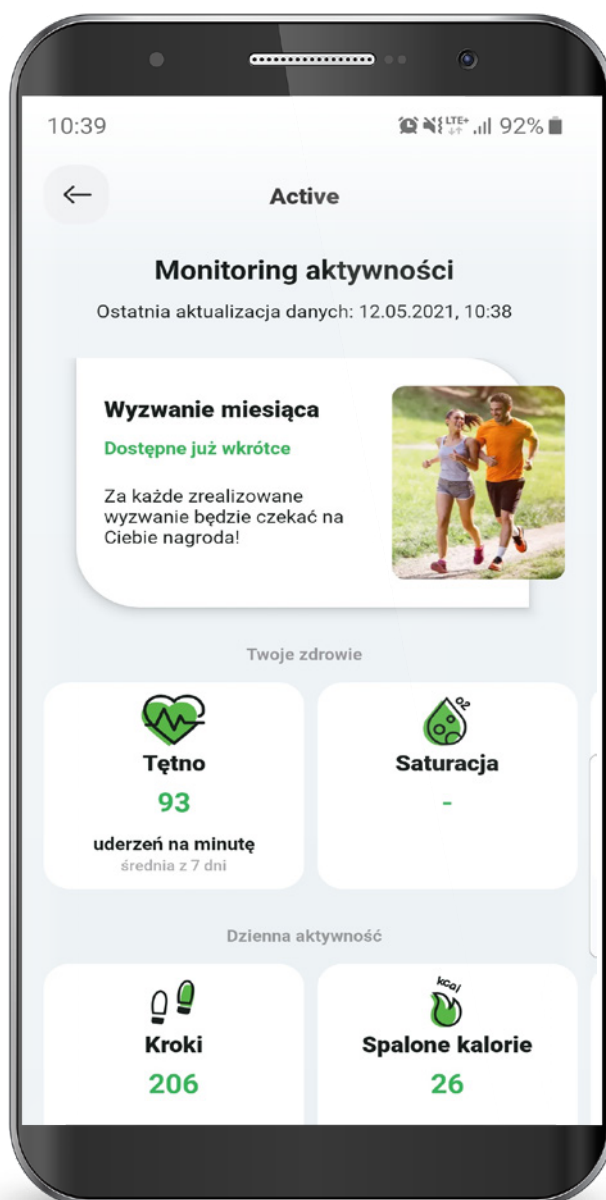 10:39 LTE+ 92%
Active
Monitoring aktywności
Ostatnia aktualizacja danych: 12.05.2021, 10:38
Wyzwanie miesiąca
Dostępne już wkrótce
Za każde zrealizowane
wyzwanie będzie czekać na
Ciebie nagroda!
Twoje zdrowie
O2
Tętno
Saturacja
93
-
uderzeń na minutę
średnia z 7 dni
Dzienna aktywność
kcal
Kroki
Spalone kalorie
206
26